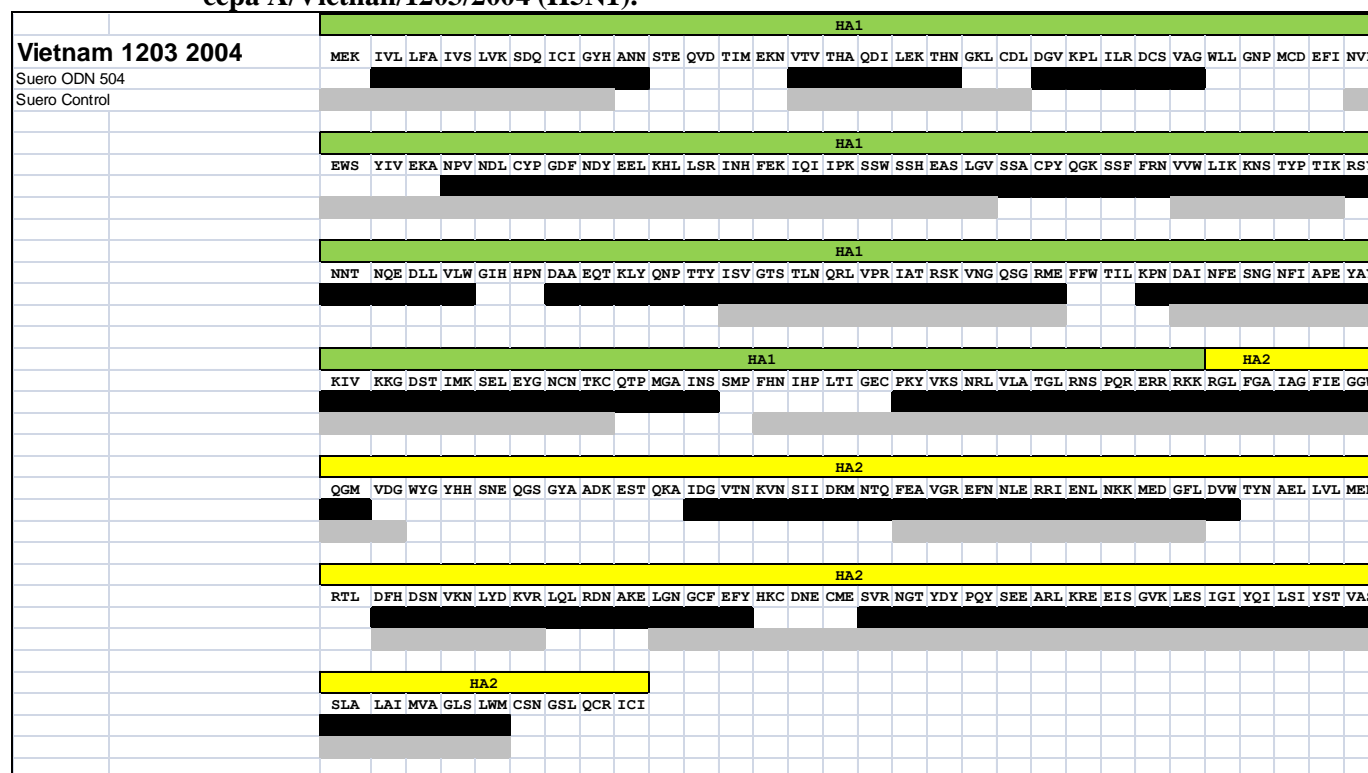 cepa A/Vietnan/1203/2004 (H5N1).
HA1
Vietnam 1203 2004 MEK IVL LFA IVS LVK SDQ ICI GYH ANN STE QVD TIM EKN VTV THA QDI LEK THN GKL CDL DGV KPL ILR DCS VAG WLL GNP MCD EFI
Suero ODN 504
Suero Control
HA1
EWS YIV EKA NPV NDL CYP GDF NDY EEL KHL LSR INH FEK IQI IPK SSW SSH EAS LGV SSA CPY QGK SSF FRN VVW LIK KNS TYP TIK
HA1
NNT NQE DLL VLW GIH HPN DAA EQT KLY QNP TTY ISV GTS TLN QRL VPR IAT RSK VNG QSG RME FFW TIL KPN DAI NFE SNG NFI APE
HA1 HA2
KIV KKG DST IMK SEL EYG NCN TKC QTP MGA INS SMP FHN IHP LTI GEC PKY VKS NRL VLA TGL RNS PQR ERR RKK RGL FGA IAG FIE
HA2
QGM VDG WYG YHH SNE QGS GYA ADK EST QKA IDG VTN KVN SII DKM NTQ FEA VGR EFN NLE RRI ENL NKK MED GFL DVW TYN AEL LVL
HA2
RTL DFH DSN VKN LYD KVR LQL RDN AKE LGN GCF EFY HKC DNE CME SVR NGT YDY PQY SEE ARL KRE EIS GVK LES IGI YQI LSI YST
HA2
SLA LAI MVA GLS LWM CSN GSL QCR ICI